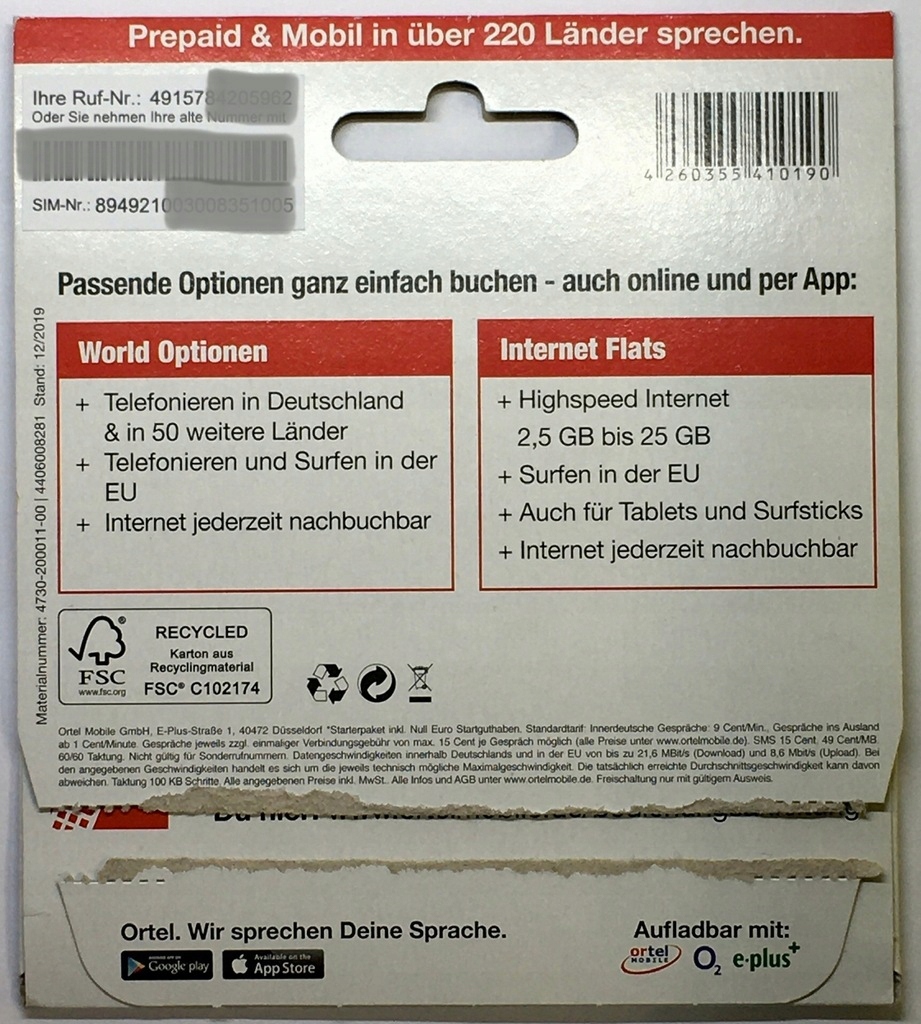 Prepaid & Mobil in über 220 Länder sprechen.
Ihre Ruf-Nr.: 49157
Oder Sie nehmen Ihre alte
SIM-Nr.: 894921
4 260355 410190
Passende Optionen ganz einfach buchen - auch online und per App:
World Optionen
+ Telefonieren in Deutschland
& in 50 weitere Länder
+ Telefonieren und Surfen in der
EU
+ Internet jederzeit nachbuchbar
Internet Flats
+ Highspeed Internet
2,5 GB bis 25 GB
+ Surfen in der EU
+ Auch für Tablets und Surfsticks
+ Internet jederzeit nachbuchbar
Materialnummer: 4730-200011-00 | 4406008281 Stand: 12/2019
FSC
www.fsc.org
RECYCLED
Karton aus
Recyclingmaterial
FSC® C102174
Ortel Mobile GmbH, E-Plus-Straße 1, 40472 Düsseldorf *Starterpaket inkl. Null Euro Startguthaben. Standardtarif: Innerdeutsche Gespräche: 9 Cent/Min., Gespräche ins Ausland
ab 1 Cent/Minute. Gespräche jeweils zzgl. einmaliger Verbindungsgebühr von max. 15 Cent je Gespräch möglich (alle Preise unter www.ortelmobile.de). SMS 15 Cent. 49 Cent/MB.
60/60 Taktung. Nicht gültig für Sonderrufnummern. Datengeschwindigkeiten innerhalb Deutschlands und in der EU von bis zu 21,6 MBit/s (Download) und 8,6 Mbit/s (Upload). Bei
den angegebenen Geschwindigkeiten handelt es sich um die jeweils technisch mögliche Maximalgeschwindigkeit. Die tatsächlich erreichte Durchschnittsgeschwindigkeit kann davon
abweichen. Taktung 100 KB Schritte. Alle angegebenen Preise inkl. MwSt.. Alle Infos und AGB unter www.ortelmobile.de. Freischaltung nur mit gültigem Ausweis.
Ortel. Wir sprechen Deine Sprache.
Google play
Available on the
App Store
Aufladbar mit:
ortel
MOBILE
O2
e-plus+